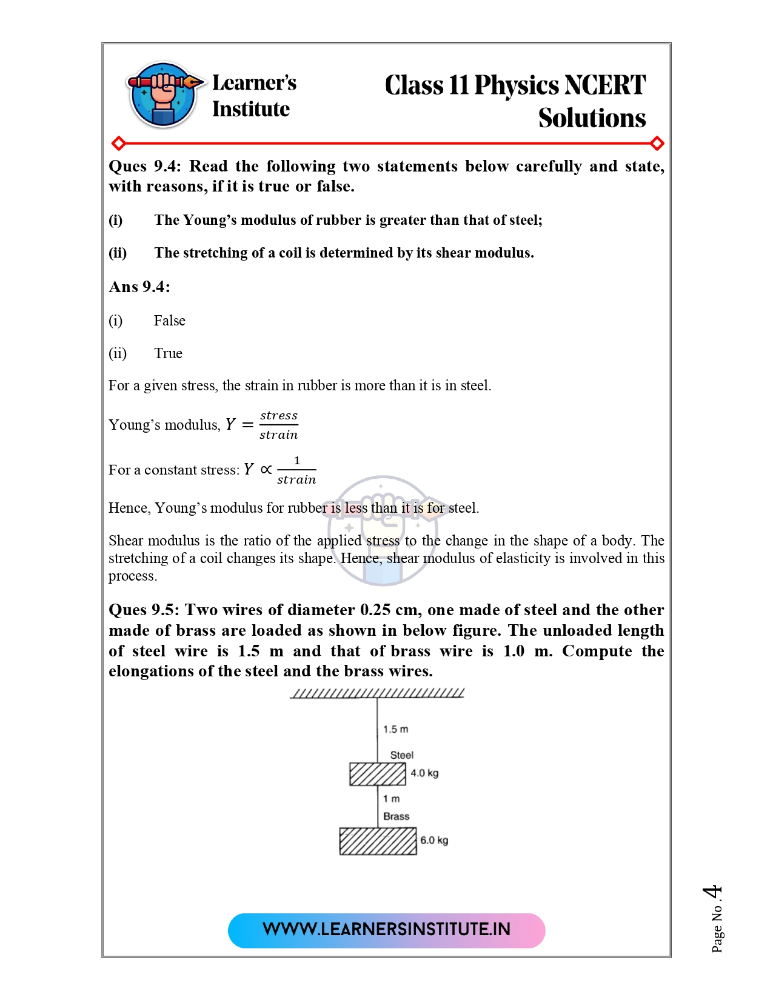 Learner's
Institute
Class 11 Physics NCERT
Solutions
Ques 9.4: Read the following two statements below carefully and state,
with reasons, if it is true or false.
(i) The Young's modulus of rubber is greater than that of steel;
(ii) The stretching of a coil is determined by its shear modulus.
Ans 9.4:
(i) False
(ii) True
For a given stress, the strain in rubber is more than it is in steel.
Young's modulus, Y = stress/strain
For a constant stress: Y ∝ 1/strain
Hence, Young's modulus for rubber is less than it is for steel.
Shear modulus is the ratio of the applied stress to the change in the shape of a body. The
stretching of a coil changes its shape. Hence, shear modulus of elasticity is involved in this
process.
Ques 9.5: Two wires of diameter 0.25 cm, one made of steel and the other
made of brass are loaded as shown in below figure. The unloaded length
of steel wire is 1.5 m and that of brass wire is 1.0 m. Compute the
elongations of the steel and the brass wires.
1.5 m
Steel
4.0 kg
1 m
Brass
6.0 kg
WWW.LEARNERSINSTITUTE.IN
Page No .4